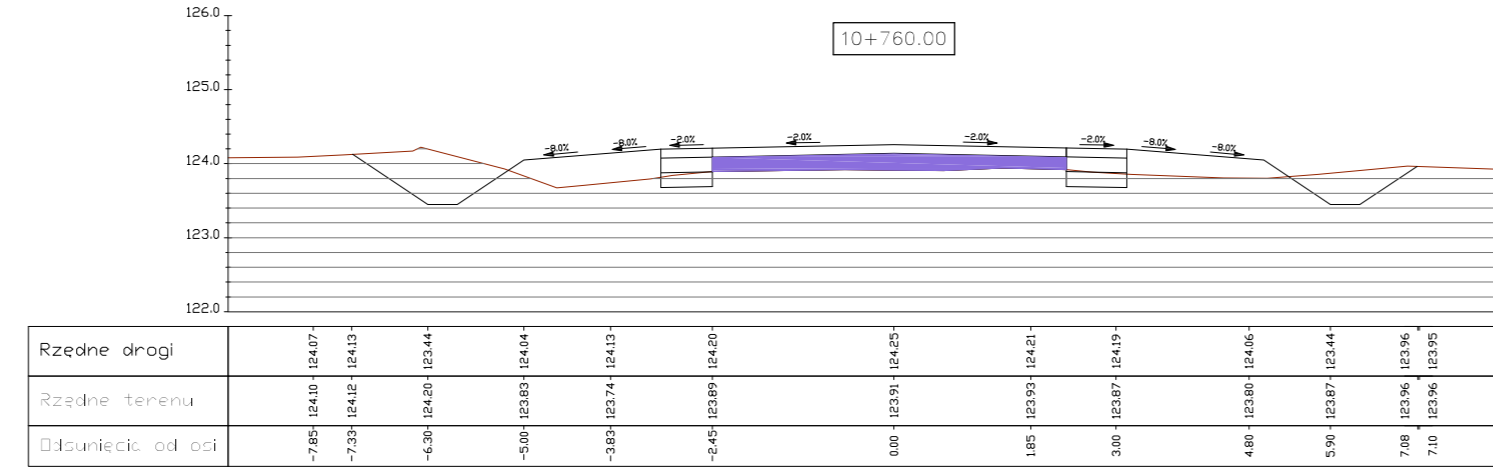 126.0
10+760.00
125.0
124.0
-8.0% -8.0% -2.0% -2.0% -2.0% -2.0% -8.0% -8.0%
123.0
122.0
Rzędne drogi 124.07 124.13 123.44 124.04 124.13 124.20 124.25 124.21 124.19 124.06 123.44 123.96 123.95
Rzędne terenu 124.10 124.12 124.20 123.83 123.74 123.89 123.91 123.93 123.87 123.80 123.87 123.96 123.96
Odsunięcie od osi -7.85 -7.33 -6.30 -5.00 -3.83 -2.45 0.00 1.85 3.00 4.80 5.90 7.08 7.10